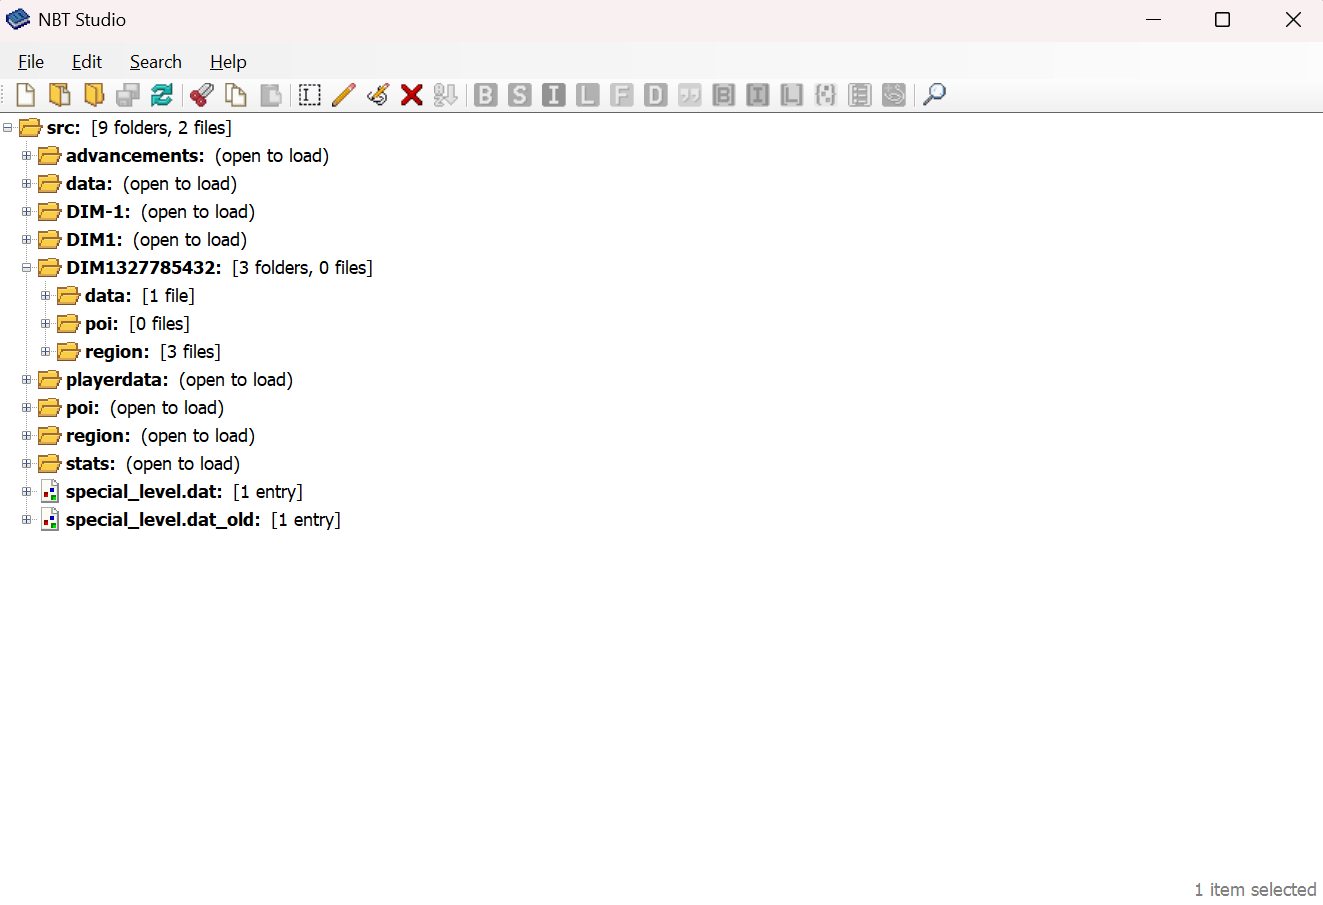 NBT Studio
File Edit Search Help
B S I L F D B I L
src: [9 folders, 2 files]
advancements: (open to load)
data: (open to load)
DIM-1: (open to load)
DIM1: (open to load)
DIM1327785432: [3 folders, 0 files]
data: [1 file]
poi: [0 files]
region: [3 files]
playerdata: (open to load)
poi: (open to load)
region: (open to load)
stats: (open to load)
special_level.dat: [1 entry]
special_level.dat_old: [1 entry]
1 item selected